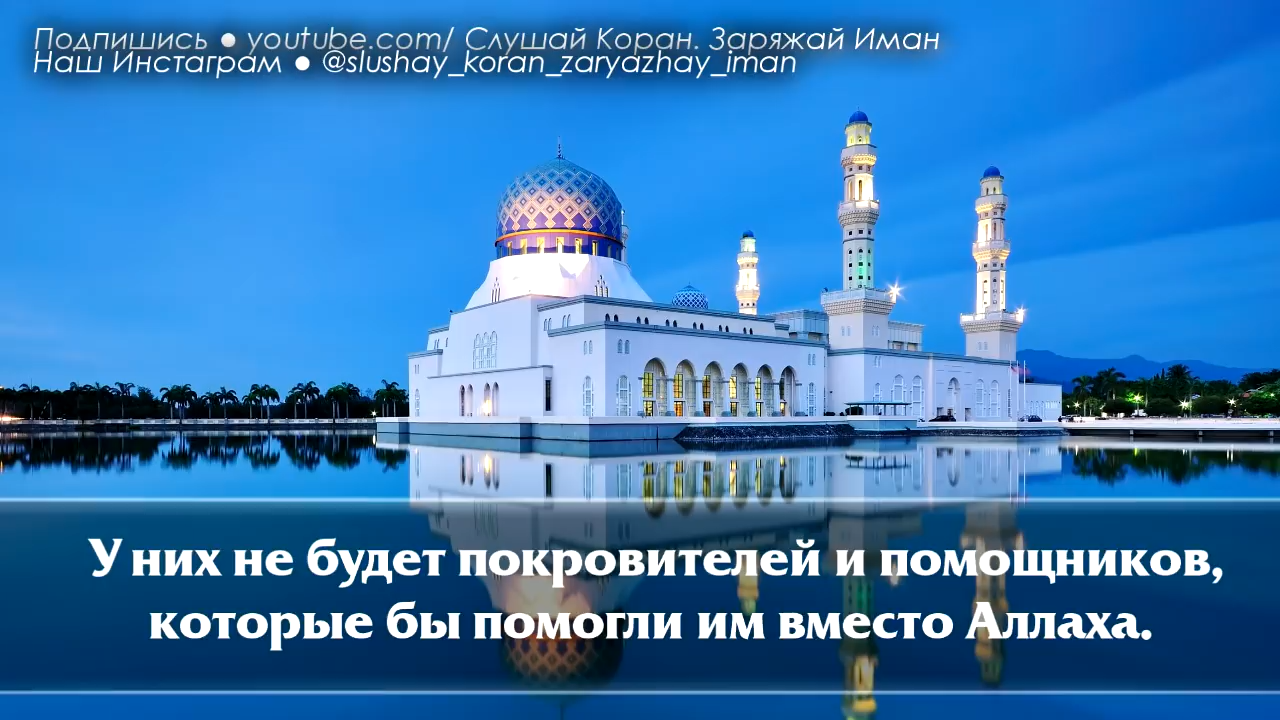 Подпишись ● youtube.com/ Слушай Коран. Заряжай Иман
Наш Инстаграм ● @slushay_koran_zaryazhay_iman
У них не будет покровителей и помощников,
которые бы помогли им вместо Аллаха.